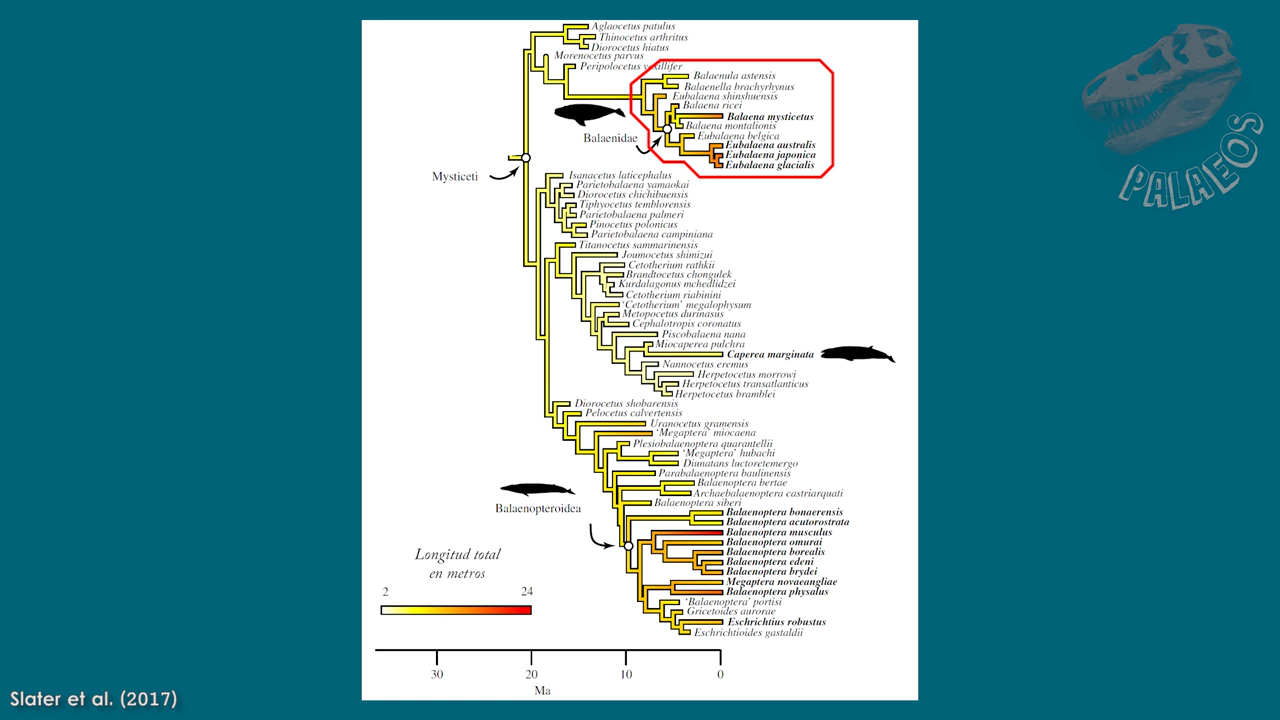 Aglaocetus patulus
Thinocetus arthritus
Diorocetus hiatus
Morenocetus parvus
Peripolocetus vexillifer
Balaenula astensis
Balaenella brachyrhynus
Eubalaena shinshuensis
Balaena ricei
Balaena mysticetus
Balaena montalionis
Balaenidae
Eubalaena belgica
Eubalaena australis
Eubalaena japonica
Eubalaena glacialis
Mysticeti
Isanacetus laticephalus
Parietobalaena yamaokai
Diorocetus chichibuensis
Tiphyocetus temblorensis
Parietobalaena palmeri
Pinocetus polonicus
Parietobalaena campiniana
Titanocetus sammarinensis
Joumocetus shimizui
Cetotherium rathkii
Brandtocetus chongulek
Kurdalagonus mchedlidzei
Cetotherium riabinini
'Cetotherium' megalophysum
Metopocetus durinasus
Cephalotropis coronatus
Piscobalaena nana
Miocaperea pulchra
Caperea marginata
Nannocetus eremus
Herpetocetus morrowi
Herpetocetus transatlanticus
Herpetocetus bramblei
Diorocetus shobarensis
Pelocetus calvertensis
Uranocetus gramensis
'Megaptera' miocaena
Plesiobalaenoptera quarantellii
'Megaptera' hubachi
Diunatans luctoretemergo
Parabalaenoptera baulinensis
Balaenoptera bertae
Archaebalaenoptera castriarquati
Balaenoptera siberi
Balaenopteroidea
Balaenoptera bonaerensis
Balaenoptera acutorostrata
Balaenoptera musculus
Balaenoptera omurai
Balaenoptera borealis
Balaenoptera edeni
Balaenoptera brydei
Megaptera novaeangliae
Balaenoptera physalus
'Balaenoptera' portisi
Gricetoides aurorae
Eschrichtius robustus
Eschrichtioides gastaldii
Longitud total
en metros
2 24
30 20 10 0
Ma
Slater et al. (2017)
PALAEOS